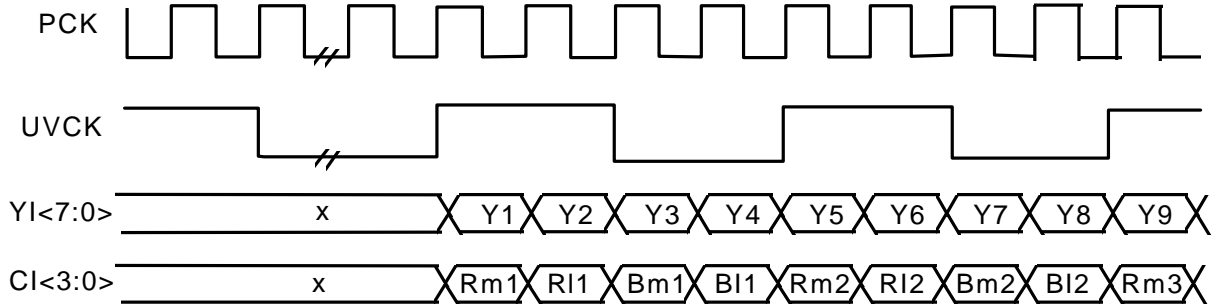 PCK
UVCK
YI<7:0> x Y1 Y2 Y3 Y4 Y5 Y6 Y7 Y8 Y9
CI<3:0> x Rm1 Rl1 Bm1 Bl1 Rm2 Rl2 Bm2 Bl2 Rm3